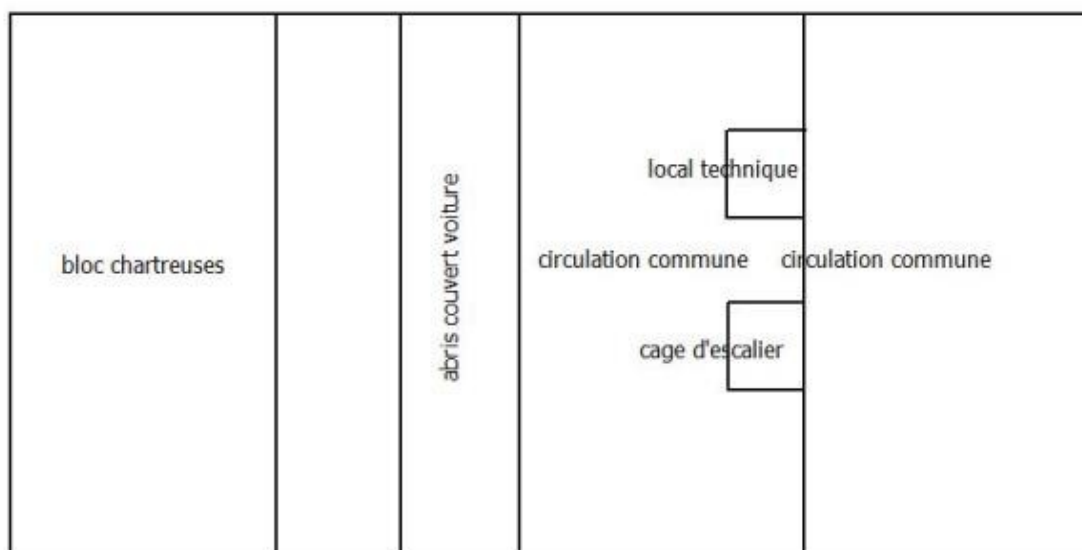 local technique
bloc chartreuses
abris couvert voiture
circulation commune
circulation commune
cage d'escalier